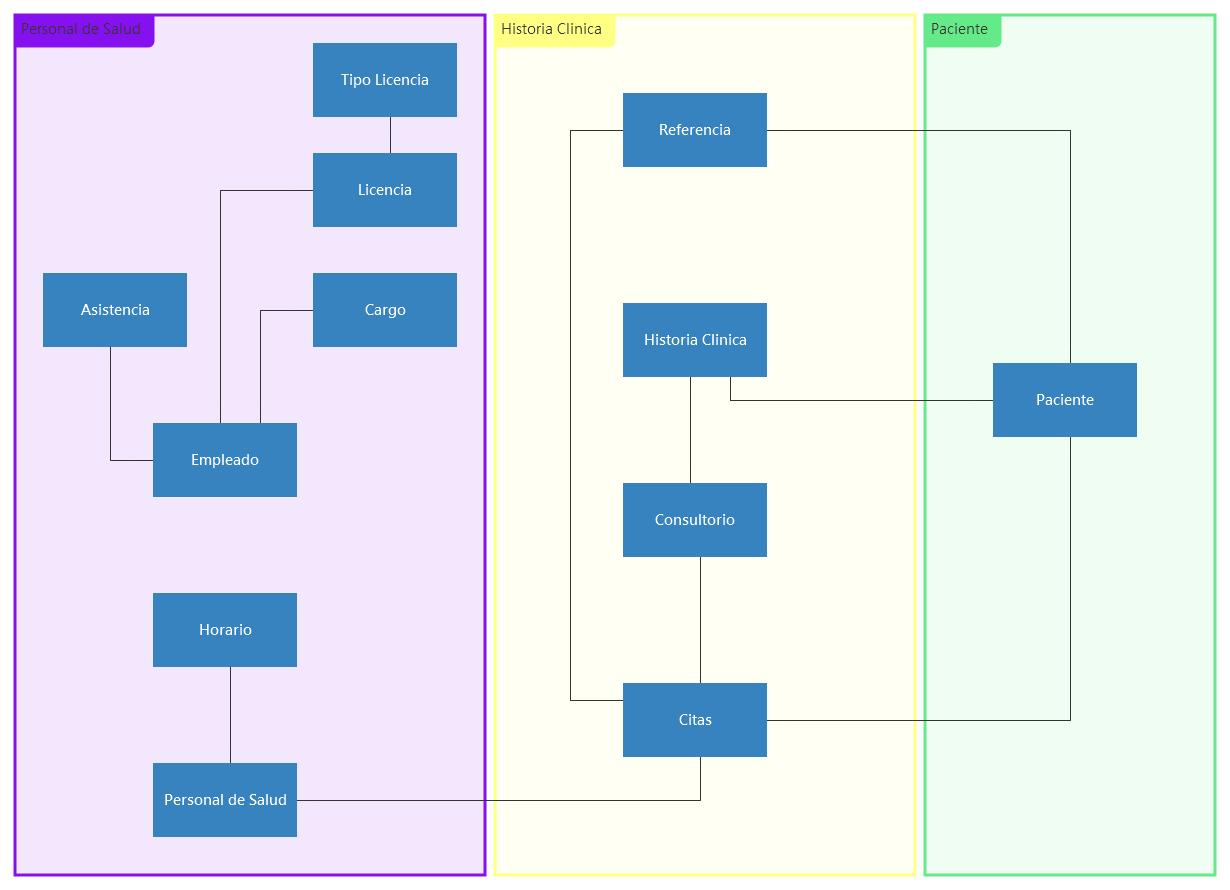 Personal de Salud
Tipo Licencia
Licencia
Asistencia
Cargo
Empleado
Horario
Personal de Salud
Historia Clinica
Referencia
Historia Clinica
Consultorio
Citas
Paciente
Paciente